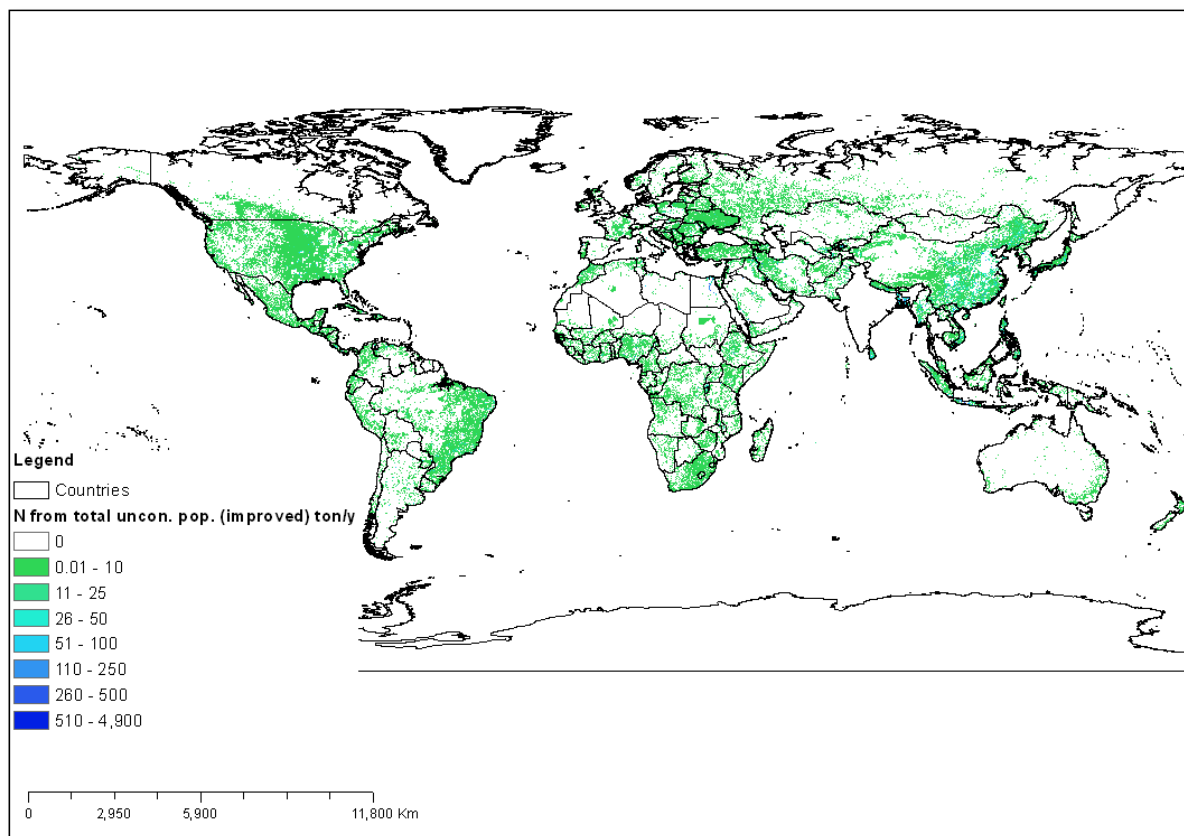 Legend
Countries
N from total uncon. pop. (improved) ton/y
0
0.01 - 10
11 - 25
26 - 50
51 - 100
110 - 250
260 - 500
510 - 4,900
0 2,950 5,900 11,800 Km